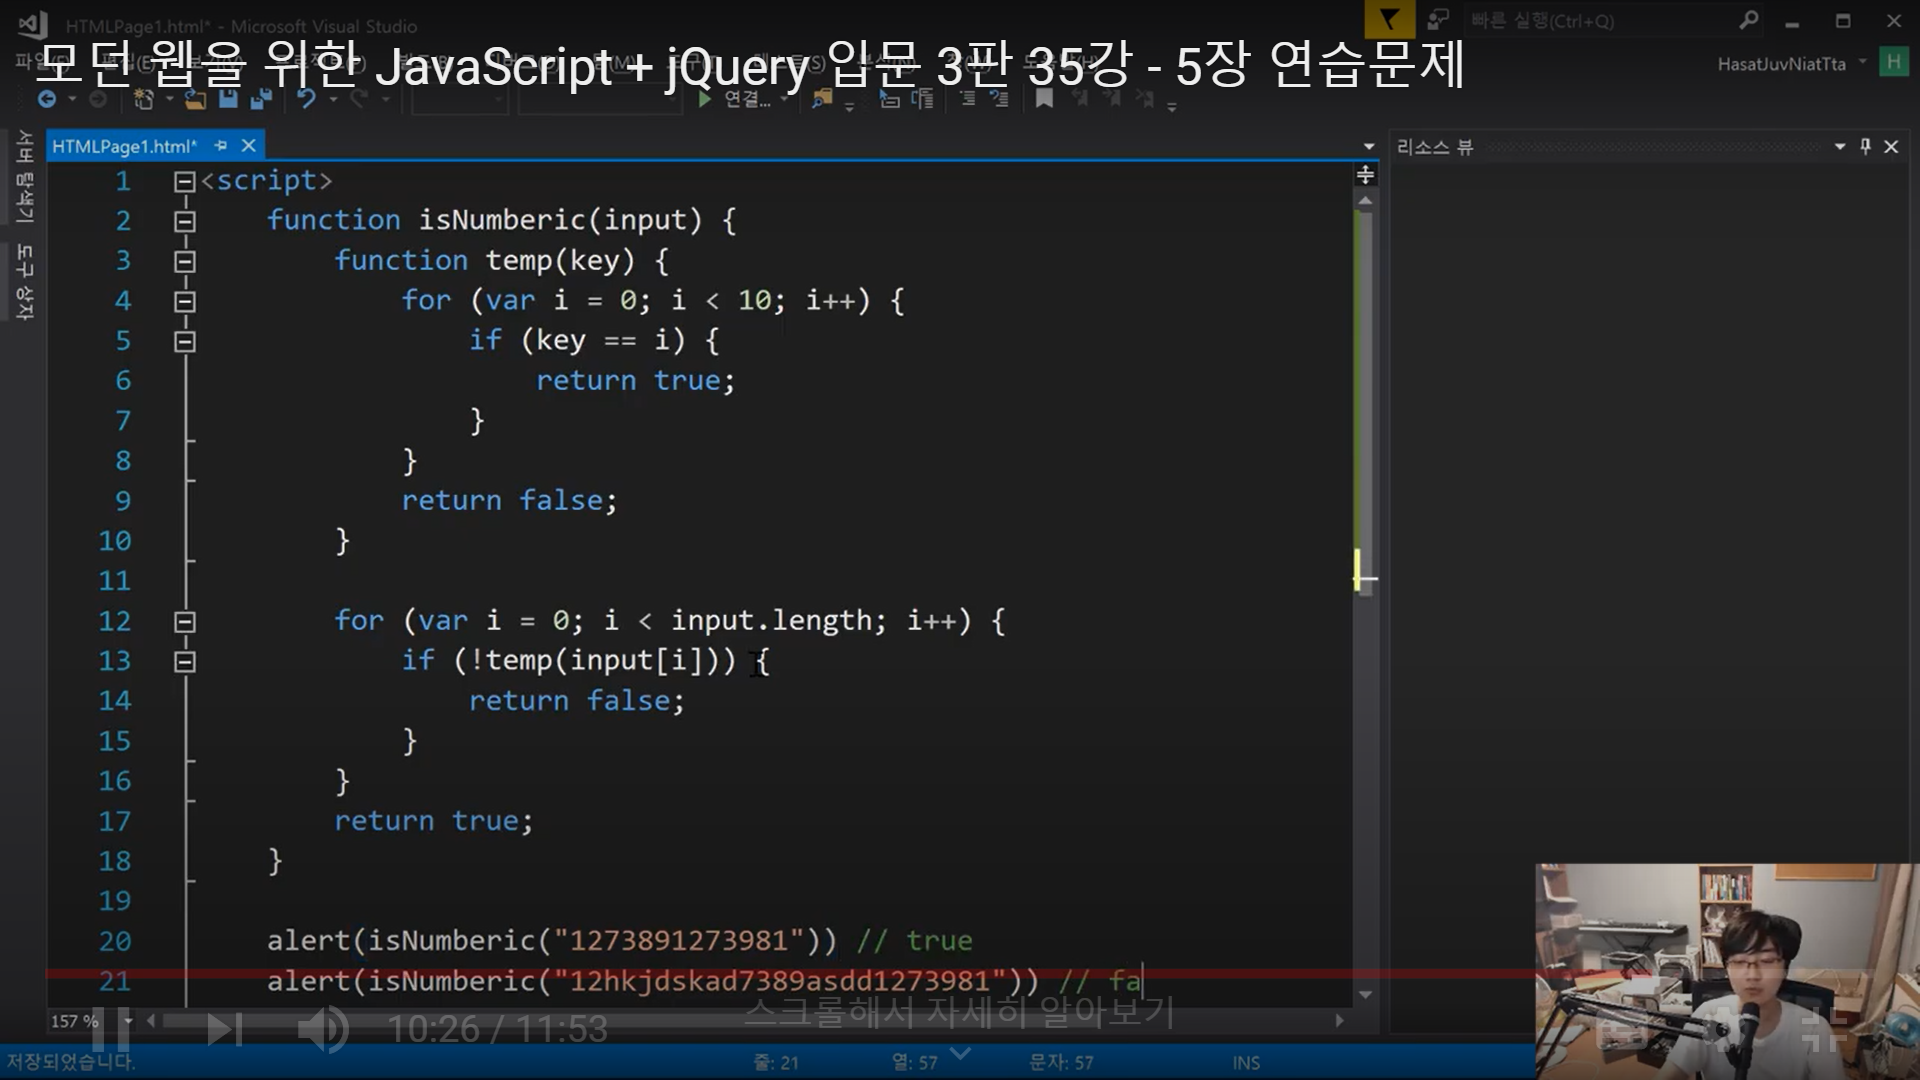 HTMLPage1.html* - Microsoft Visual Studio
빠른 실행(Ctrl+Q)
모던 웹을 위한 JavaScript + jQuery 입문 3판 35강 - 5장 연습문제
HasatJuvNiatTta
H
연결...
HTMLPage1.html*
리소스 뷰
서버 탐색기
도구 상자
1 <script>
2 function isNumberic(input) {
3 function temp(key) {
4 for (var i = 0; i < 10; i++) {
5 if (key == i) {
6 return true;
7 }
8 }
9 return false;
10 }
11
12 for (var i = 0; i < input.length; i++) {
13 if (!temp(input[i])) {
14 return false;
15 }
16 }
17 return true;
18 }
19
20 alert(isNumberic("1273891273981")) // true
21 alert(isNumberic("12hkjdskad7389asdd1273981")) // fa
스크롤해서 자세히 알아보기
157 %
10:26 / 11:53
저장되었습니다.
줄: 21
열: 57
문자: 57
INS